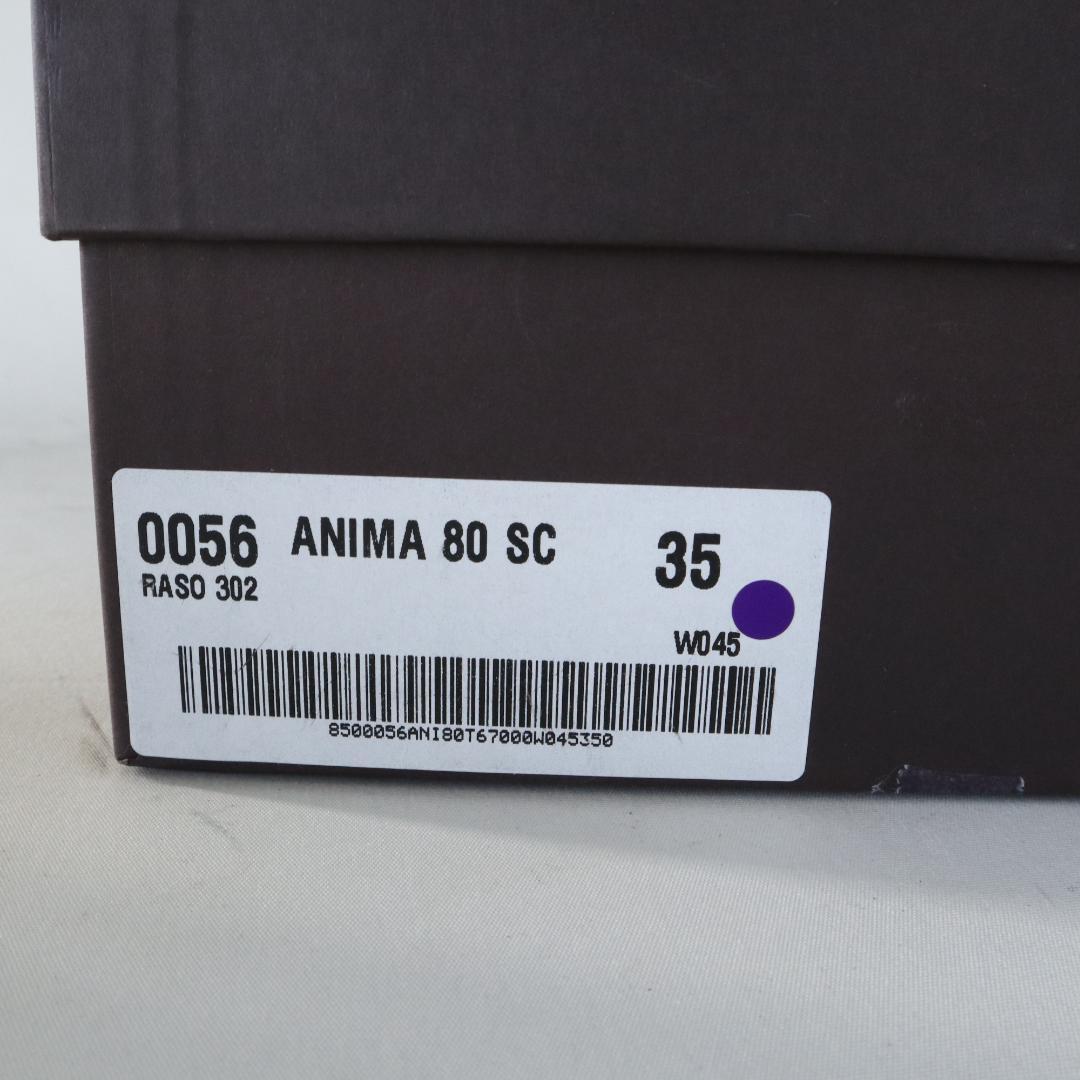 0056 ANIMA 80 SC 35
RASO 302
W045
8500056ANI80T67000W045350